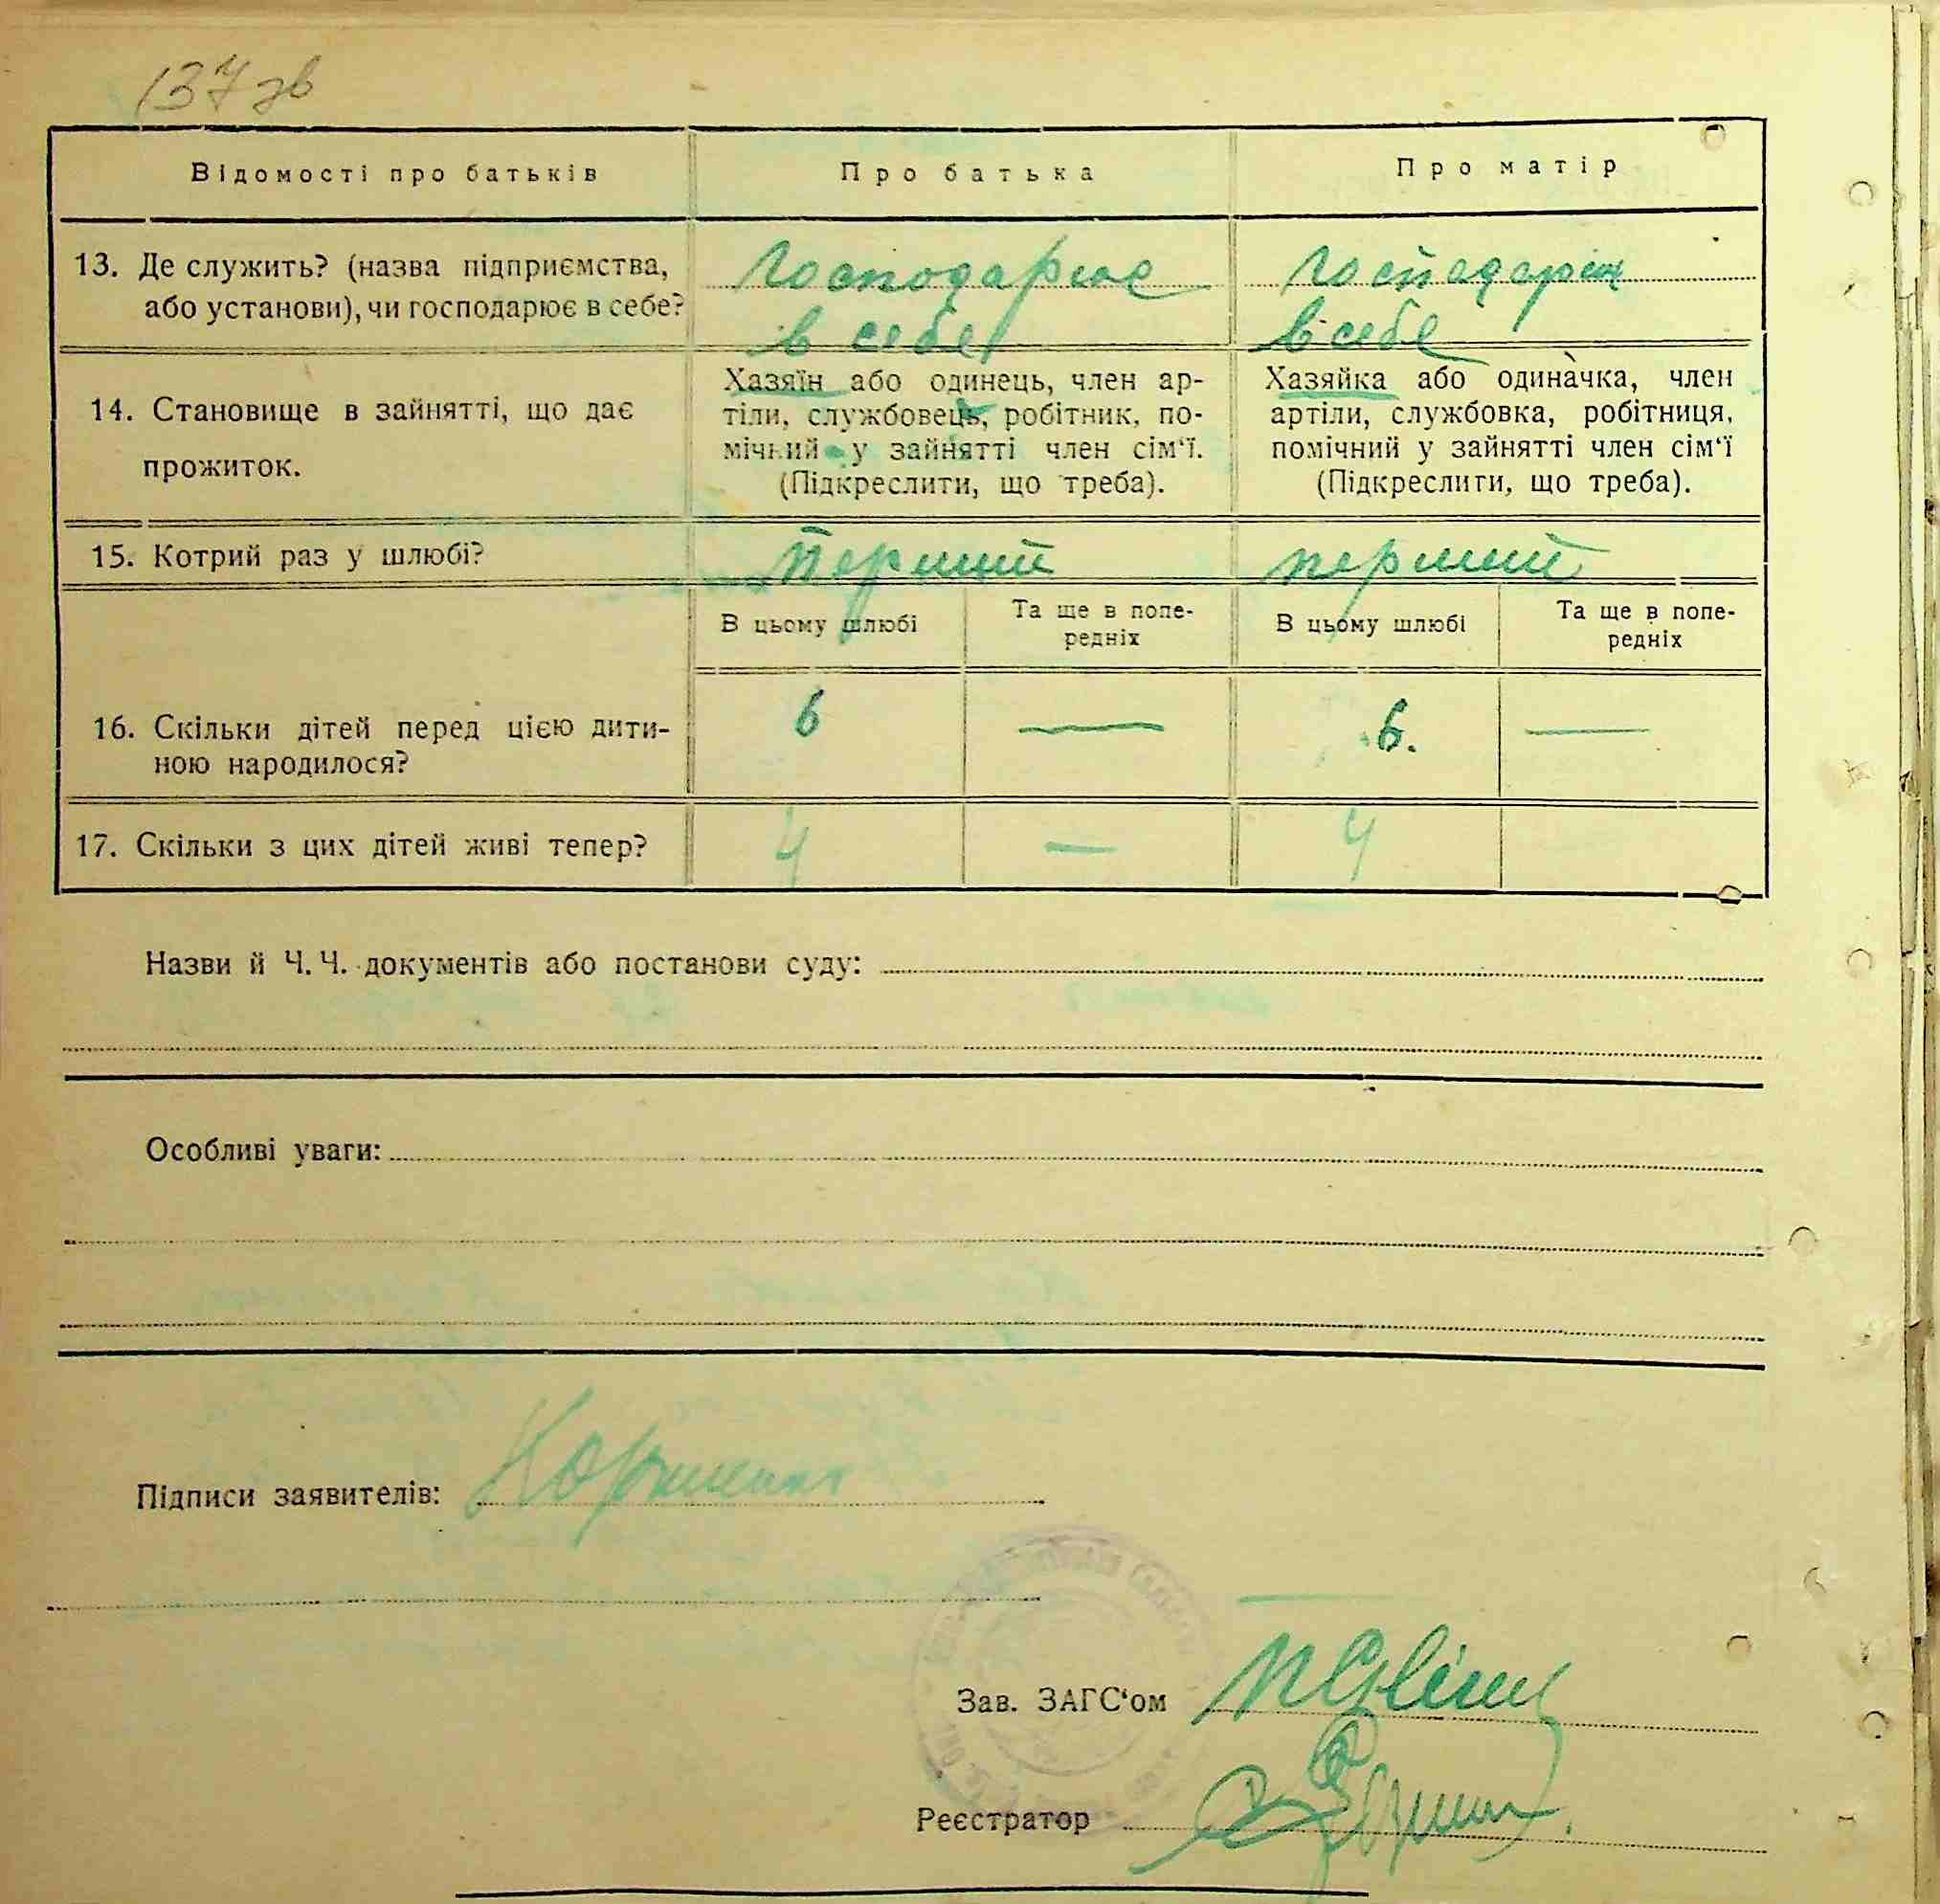 137 зв
Відомості про батьків
Про батька
Про матір
13. Де служить? (назва підприємства,
або установи), чи господарює в себе?
Господарює
в себе
Господарює
в себе
14. Становище в зайнятті, що дає
прожиток.
Хазяїн або одинець, член ар-
тіли, службовець, робітник, по-
мічний у зайнятті член сім‘ї.
(Підкреслити, що треба).
Хазяйка або одиначка, член
артіли, службовка, робітниця,
помічний у зайнятті член сім‘ї
(Підкреслити, що треба).
15. Котрий раз у шлюбі?
Перший
перший
В цьому шлюбі
Та ще в попе-
редніх
В цьому шлюбі
Та ще в попе-
редніх
16. Скільки дітей перед цією дити-
ною народилося?
6
—
6.
—
17. Скільки з цих дітей живі тепер?
4
—
4
Назви й Ч. Ч. документів або постанови суду:
Особливі уваги:
Підписи заявителів:
Зав. ЗАГС‘ом
Реєстратор